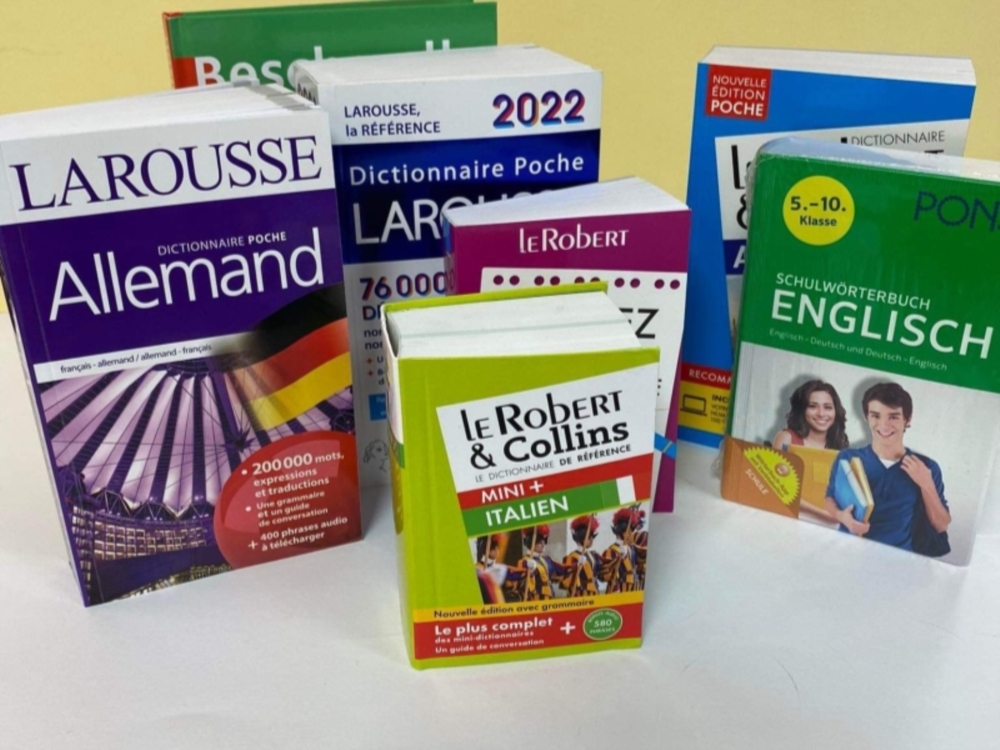 LAROUSSE
DICTIONNAIRE POCHE
Allemand
français - allemand / allemand - français
• 200 000 mots,
expressions
et traductions
• Une grammaire
et un guide
de conversation
+ 400 phrases audio
à télécharger
LAROUSSE,
la RÉFÉRENCE
2022
Dictionnaire Poche
76 000
LE ROBERT
LE ROBERT
& Collins
LE DICTIONNAIRE DE RÉFÉRENCE
MINI +
ITALIEN
Nouvelle édition avec grammaire
Le plus complet
des mini-dictionnaires
Un guide de conversation
+
580
PHRASES
NOUVELLE
ÉDITION
POCHE
DICTIONNAIRE
5.-10.
Klasse
PONS
SCHULWÖRTERBUCH
ENGLISCH
Englisch - Deutsch und Deutsch - Englisch
SCHULE